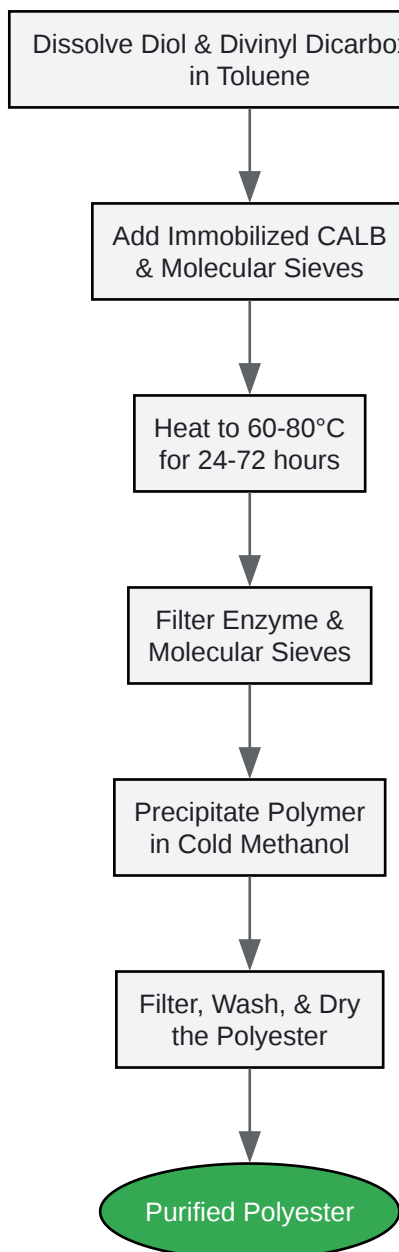 Dissolve Diol & Divinyl
in Toluene
Add Immobilized CALB
& Molecular Sieves
Heat to 60-80°C
for 24-72 hours
Filter Enzyme &
Molecular Sieves
Precipitate Polymer
in Cold Methanol
Filter, Wash, & Dry
the Polyester
Purified Polyester